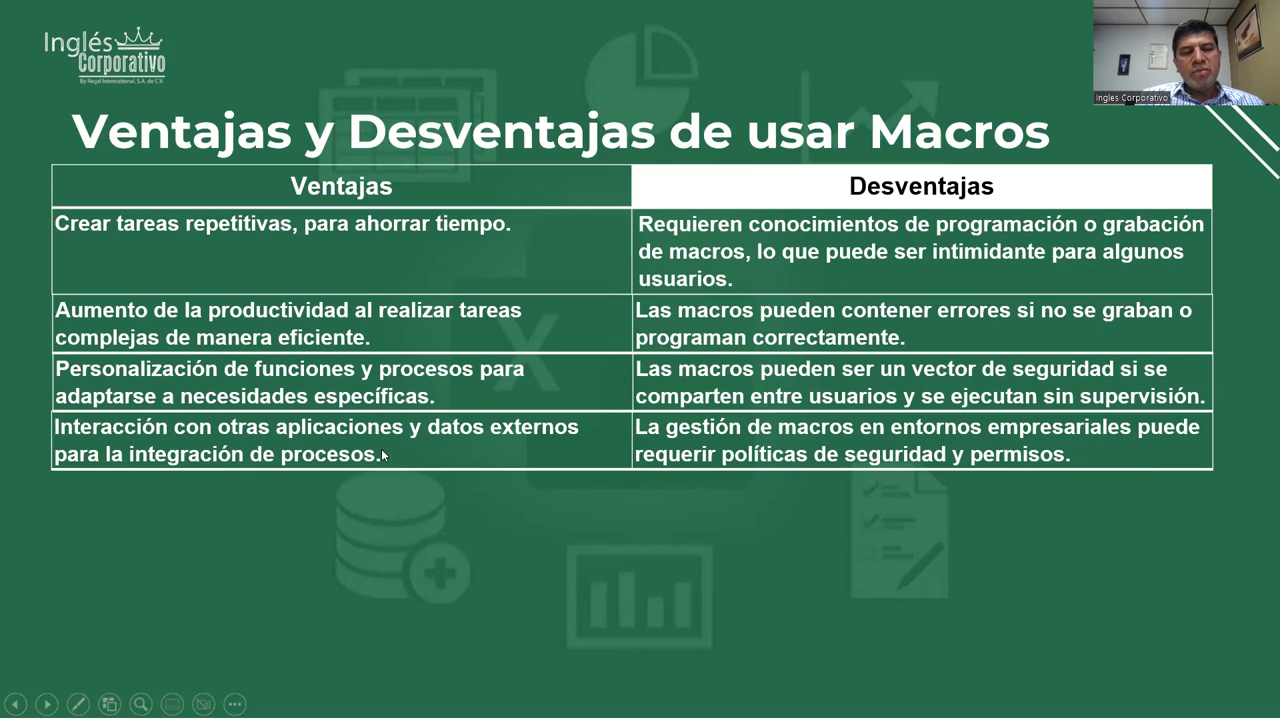 Inglés
Corporativo
By Regal International, S.A. de C.V.
Ingles Corporativo
Ventajas y Desventajas de usar Macros
Ventajas
Desventajas
Crear tareas repetitivas, para ahorrar tiempo.
Requieren conocimientos de programación o grabación
de macros, lo que puede ser intimidante para algunos
usuarios.
Aumento de la productividad al realizar tareas
complejas de manera eficiente.
Las macros pueden contener errores si no se graban o
programan correctamente.
Personalización de funciones y procesos para
adaptarse a necesidades específicas.
Las macros pueden ser un vector de seguridad si se
comparten entre usuarios y se ejecutan sin supervisión.
Interacción con otras aplicaciones y datos externos
para la integración de procesos.
La gestión de macros en entornos empresariales puede
requerir políticas de seguridad y permisos.
X